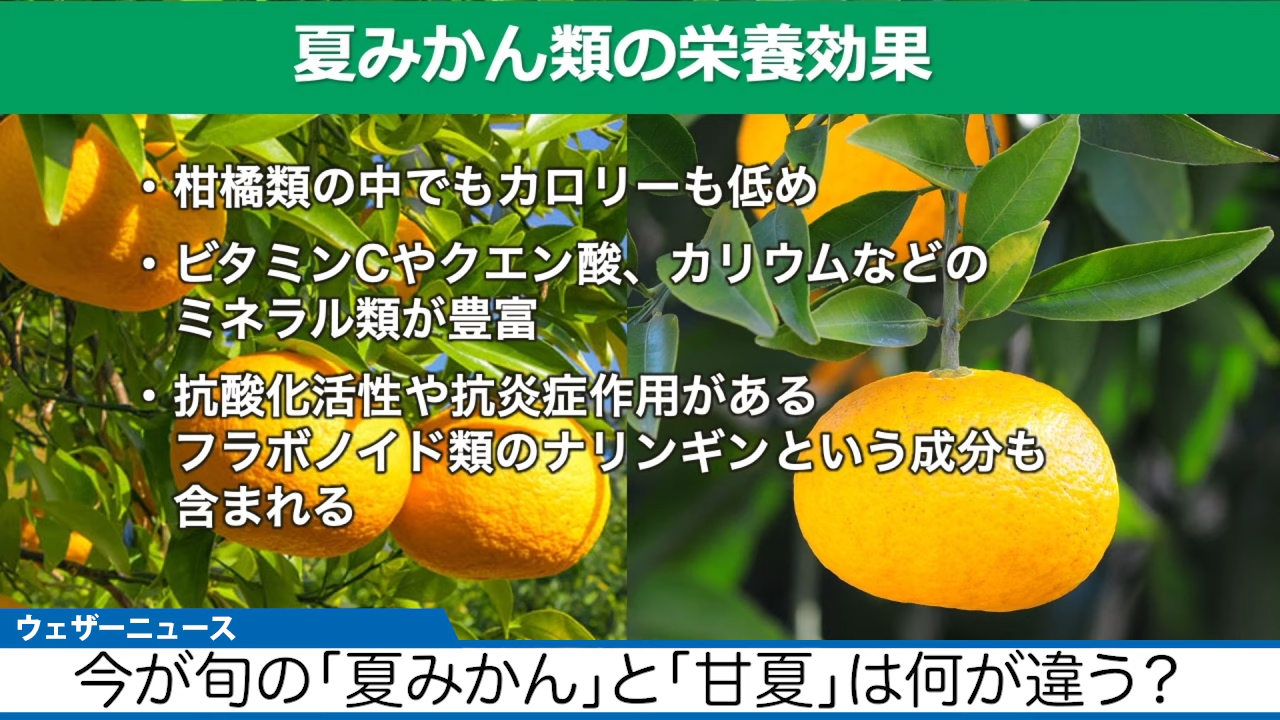 夏みかん類の栄養効果
・柑橘類の中でもカロリーも低め
・ビタミンCやクエン酸、カリウムなどの
ミネラル類が豊富
・抗酸化活性や抗炎症作用がある
フラボノイド類のナリンギンという成分も
含まれる
ウェザーニュース
今が旬の「夏みかん」と「甘夏」は何が違う？